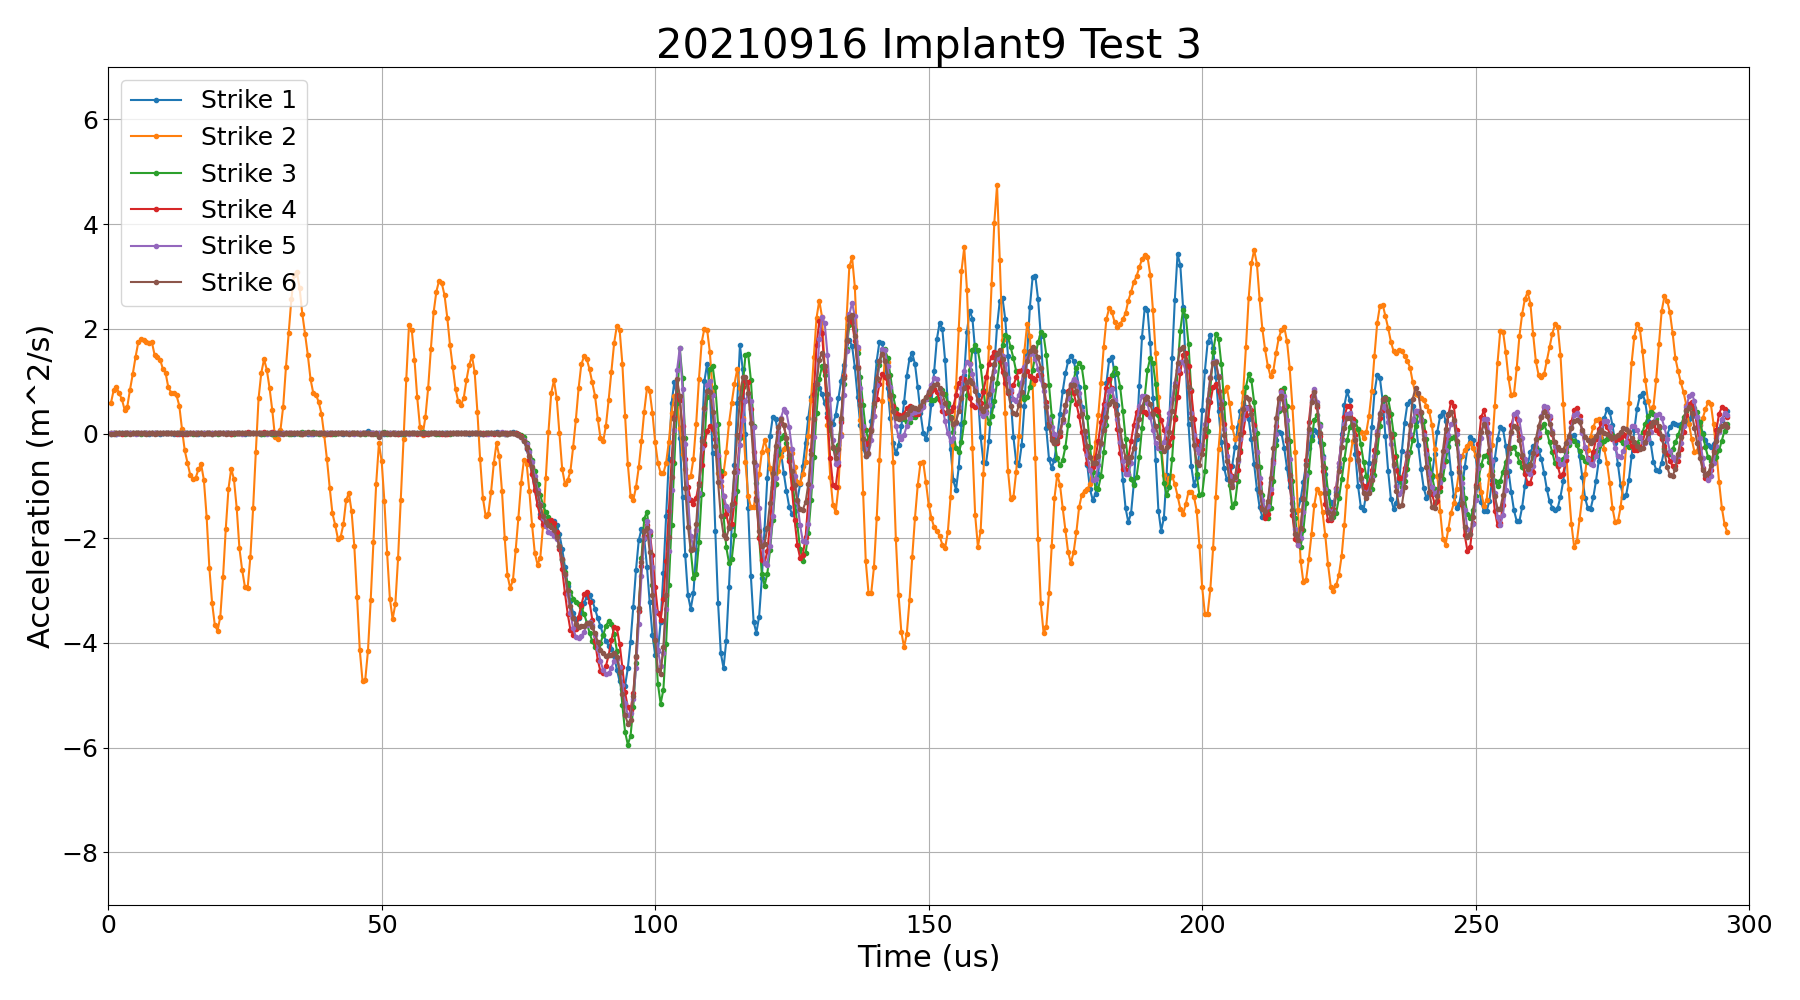 20210916 Implant9 Test 3
Strike 1
Strike 2
Strike 3
Strike 4
Strike 5
Strike 6
Acceleration (m^2/s)
6
4
2
0
−2
−4
−6
−8
0 50 100 150 200 250 300
Time (us)